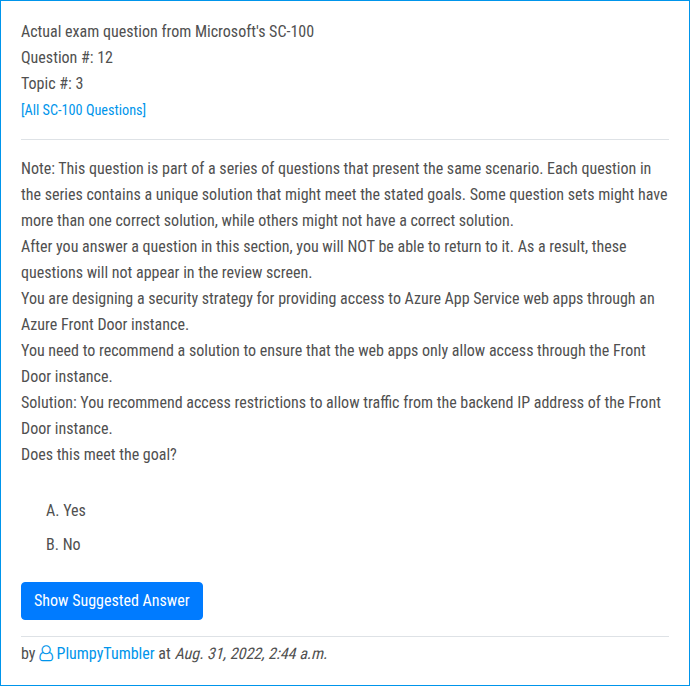 Actual exam question from Microsoft's SC-100
Question #: 12
Topic #: 3
[All SC-100 Questions]
Note: This question is part of a series of questions that present the same scenario. Each question in
the series contains a unique solution that might meet the stated goals. Some question sets might have
more than one correct solution, while others might not have a correct solution.
After you answer a question in this section, you will NOT be able to return to it. As a result, these
questions will not appear in the review screen.
You are designing a security strategy for providing access to Azure App Service web apps through an
Azure Front Door instance.
You need to recommend a solution to ensure that the web apps only allow access through the Front
Door instance.
Solution: You recommend access restrictions to allow traffic from the backend IP address of the Front
Door instance.
Does this meet the goal?
A. Yes
B. No
Show Suggested Answer
by PlumpyTumbler at Aug. 31, 2022, 2:44 a.m.